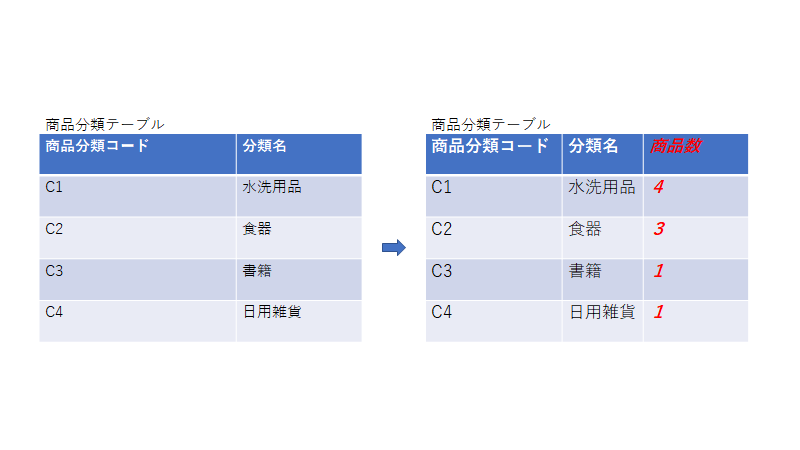 商品分類テーブル
商品分類コード 分類名
C1 水洗用品
C2 食器
C3 書籍
C4 日用雑貨
商品分類テーブル
商品分類コード 分類名 商品数
C1 水洗用品 4
C2 食器 3
C3 書籍 1
C4 日用雑貨 1